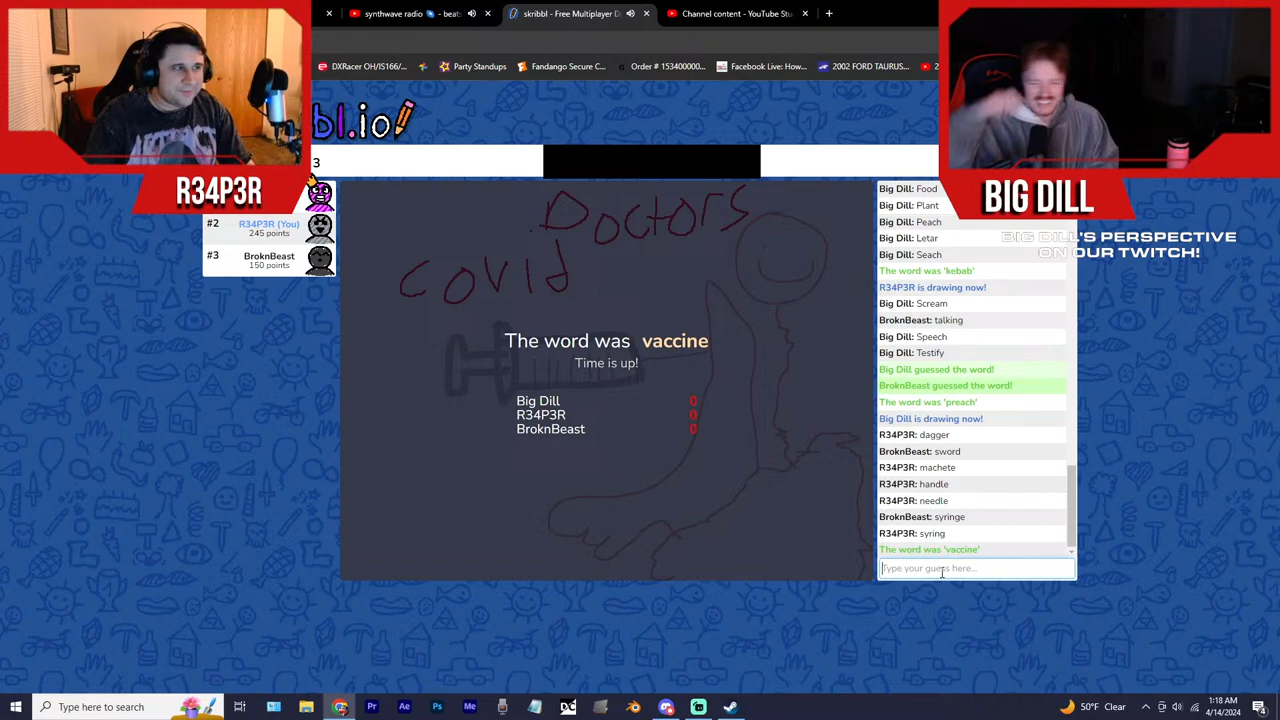 synthwave radio - beats
skribbl - Free Multiplayer D
Channel content - YouTube Stu
DXRacer OH/IS166/...
Party Standups
Fandango Secure C...
Order # 153400000...
Facebook Live: How...
2002 FORD TAURUS...
bl.io
3
R34P3R
BIG DILL
BIG DILL'S PERSPECTIVE
ON OUR TWITCH!
#2 R34P3R (You)
245 points
#3 BroknBeast
150 points
The word was vaccine
Time is up!
Big Dill 0
R34P3R 0
BroknBeast 0
Big Dill: Food
Big Dill: Plant
Big Dill: Peach
Big Dill: Letar
Big Dill: Seach
The word was 'kebab'
R34P3R is drawing now!
Big Dill: Scream
BroknBeast: talking
Big Dill: Speech
Big Dill: Testify
Big Dill guessed the word!
BroknBeast guessed the word!
The word was 'preach'
Big Dill is drawing now!
R34P3R: dagger
BroknBeast: sword
R34P3R: machete
R34P3R: handle
R34P3R: needle
BroknBeast: syringe
R34P3R: syring
The word was 'vaccine'
Type your guess here...
Type here to search
50°F Clear
1:18 AM
4/14/2024